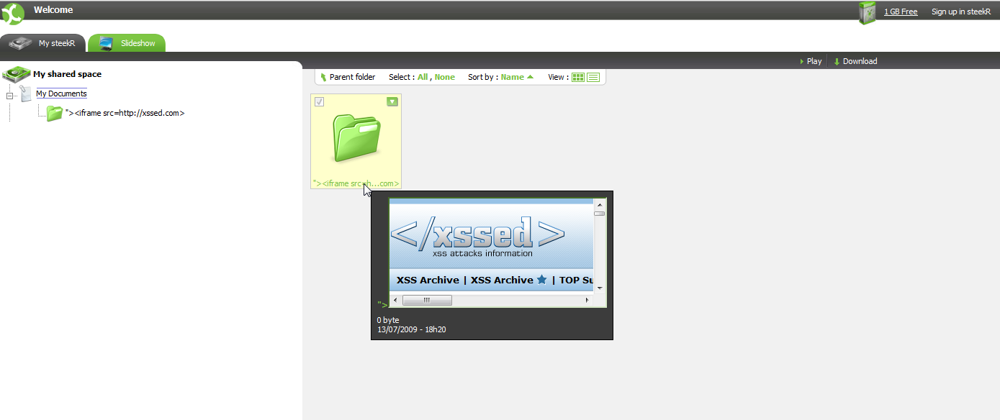 Welcome
1 GB Free
Sign up in steekR
My steekR
Slideshow
Play
Download
My shared space
Parent folder Select : All , None Sort by : Name View :
My Documents
"><iframe src=http://xssed.com>
"><iframe src=h...com>
</xssed>
xss attacks information
XSS Archive | XSS Archive | TOP Su
">
0 byte
13/07/2009 - 18h20